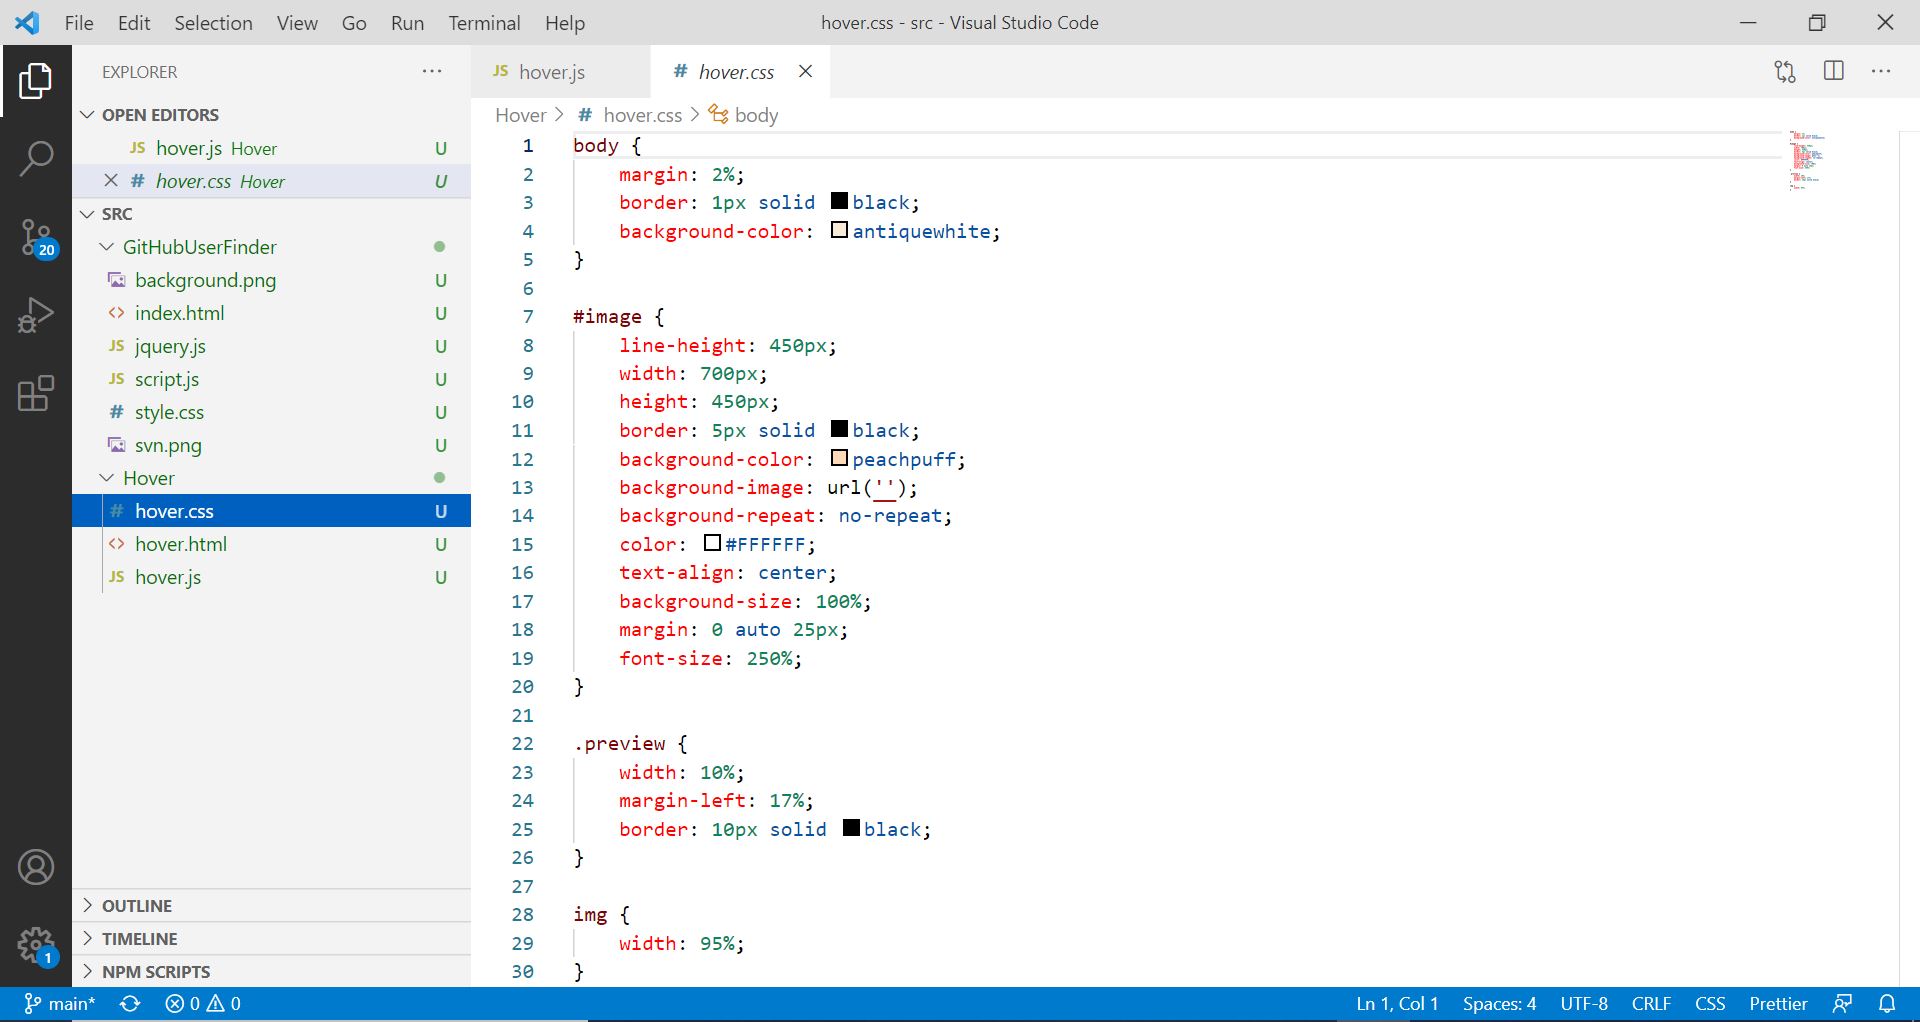 File Edit Selection View Go Run Terminal Help
hover.css - src - Visual Studio Code
EXPLORER
OPEN EDITORS
JS hover.js Hover U
# hover.css Hover U
SRC
GitHubUserFinder
background.png U
<> index.html U
JS jquery.js U
JS script.js U
# style.css U
svn.png U
Hover
# hover.css U
<> hover.html U
JS hover.js U
OUTLINE
TIMELINE
NPM SCRIPTS
20
1
JS hover.js
# hover.css
Hover > # hover.css > body
1 body {
2 margin: 2%;
3 border: 1px solid black;
4 background-color: antiquewhite;
5 }
6
7 #image {
8 line-height: 450px;
9 width: 700px;
10 height: 450px;
11 border: 5px solid black;
12 background-color: peachpuff;
13 background-image: url('');
14 background-repeat: no-repeat;
15 color: #FFFFFF;
16 text-align: center;
17 background-size: 100%;
18 margin: 0 auto 25px;
19 font-size: 250%;
20 }
21
22 .preview {
23 width: 10%;
24 margin-left: 17%;
25 border: 10px solid black;
26 }
27
28 img {
29 width: 95%;
30 }
main* 0 0
Ln 1, Col 1 Spaces: 4 UTF-8 CRLF CSS Prettier